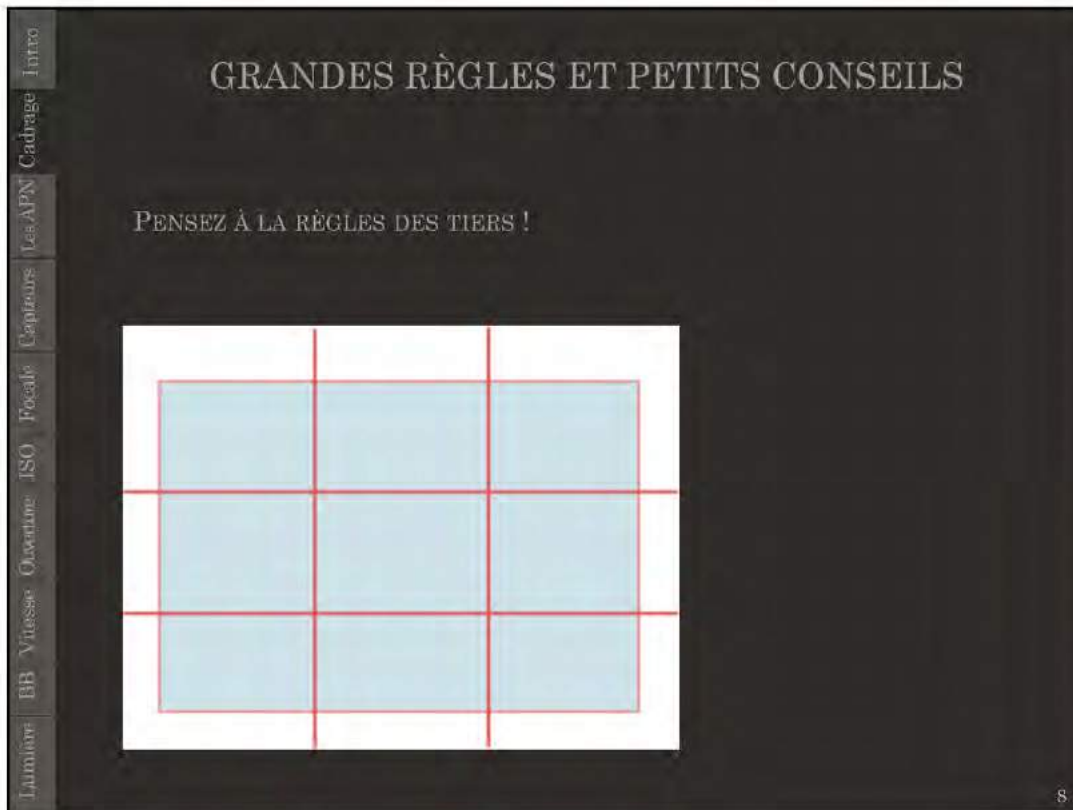 GRANDES RÈGLES ET PETITS CONSEILS
PENSEZ À LA RÈGLES DES TIERS !
Intro
Cadrage
Les APN
Capteurs
Focale
ISO
Ouverture
Vitesse
BB
Lumière
8